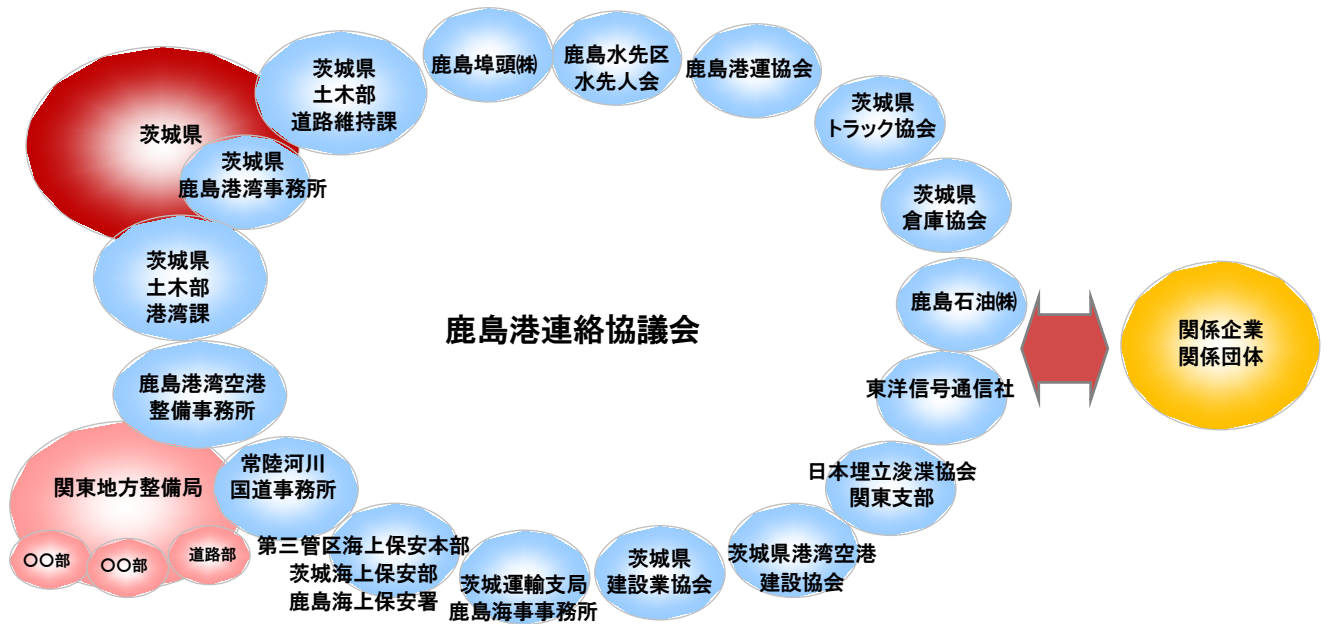 茨城県
土木部
道路維持課
鹿島埠頭㈱
鹿島水先区
水先人会
鹿島港運協会
茨城県
トラック協会
茨城県
倉庫協会
鹿島石油㈱
東洋信号通信社
日本埋立浚渫協会
関東支部
茨城県港湾空港
建設協会
茨城県
建設業協会
茨城運輸支局
鹿島海事事務所
第三管区海上保安本部
茨城海上保安部
鹿島海上保安署
常陸河川
国道事務所
鹿島港湾空港
整備事務所
茨城県
土木部
港湾課
茨城県
鹿島港湾事務所
茨城県
関東地方整備局
〇〇部
〇〇部
道路部
鹿島港連絡協議会
関係企業
関係団体